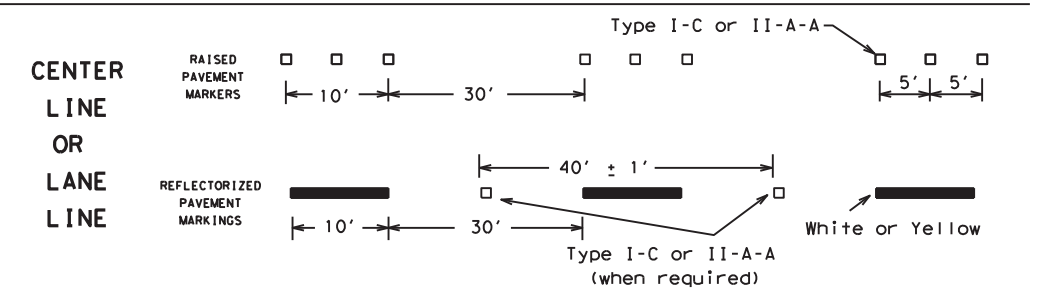 Type I-C or II-A-A
CENTER
LINE
OR
LANE
LINE
RAISED
PAVEMENT
MARKERS
10'
30'
5'
5'
40' ± 1'
REFLECTORIZED
PAVEMENT
MARKINGS
10'
30'
Type I-C or II-A-A
(when required)
White or Yellow